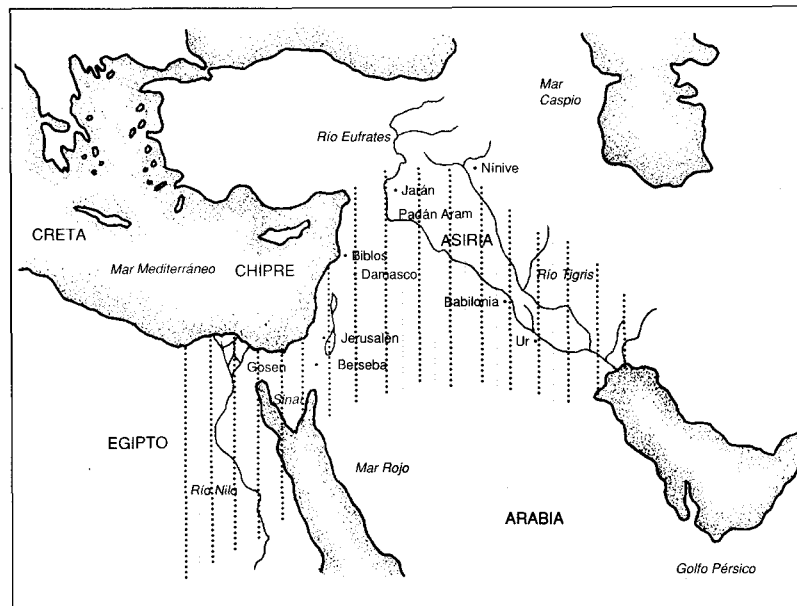 Mar
Caspio
Río Eufrates
Nínive
Jarán
Padán Aram
CRETA
ASIRIA
Mar Mediterráneo
CHIPRE
Biblos
Damasco
Río Tigris
Babilonia
Jerusalén
Ur
Gosen
Berseba
Sinaí
EGIPTO
Mar Rojo
Río Nilo
ARABIA
Golfo Pérsico